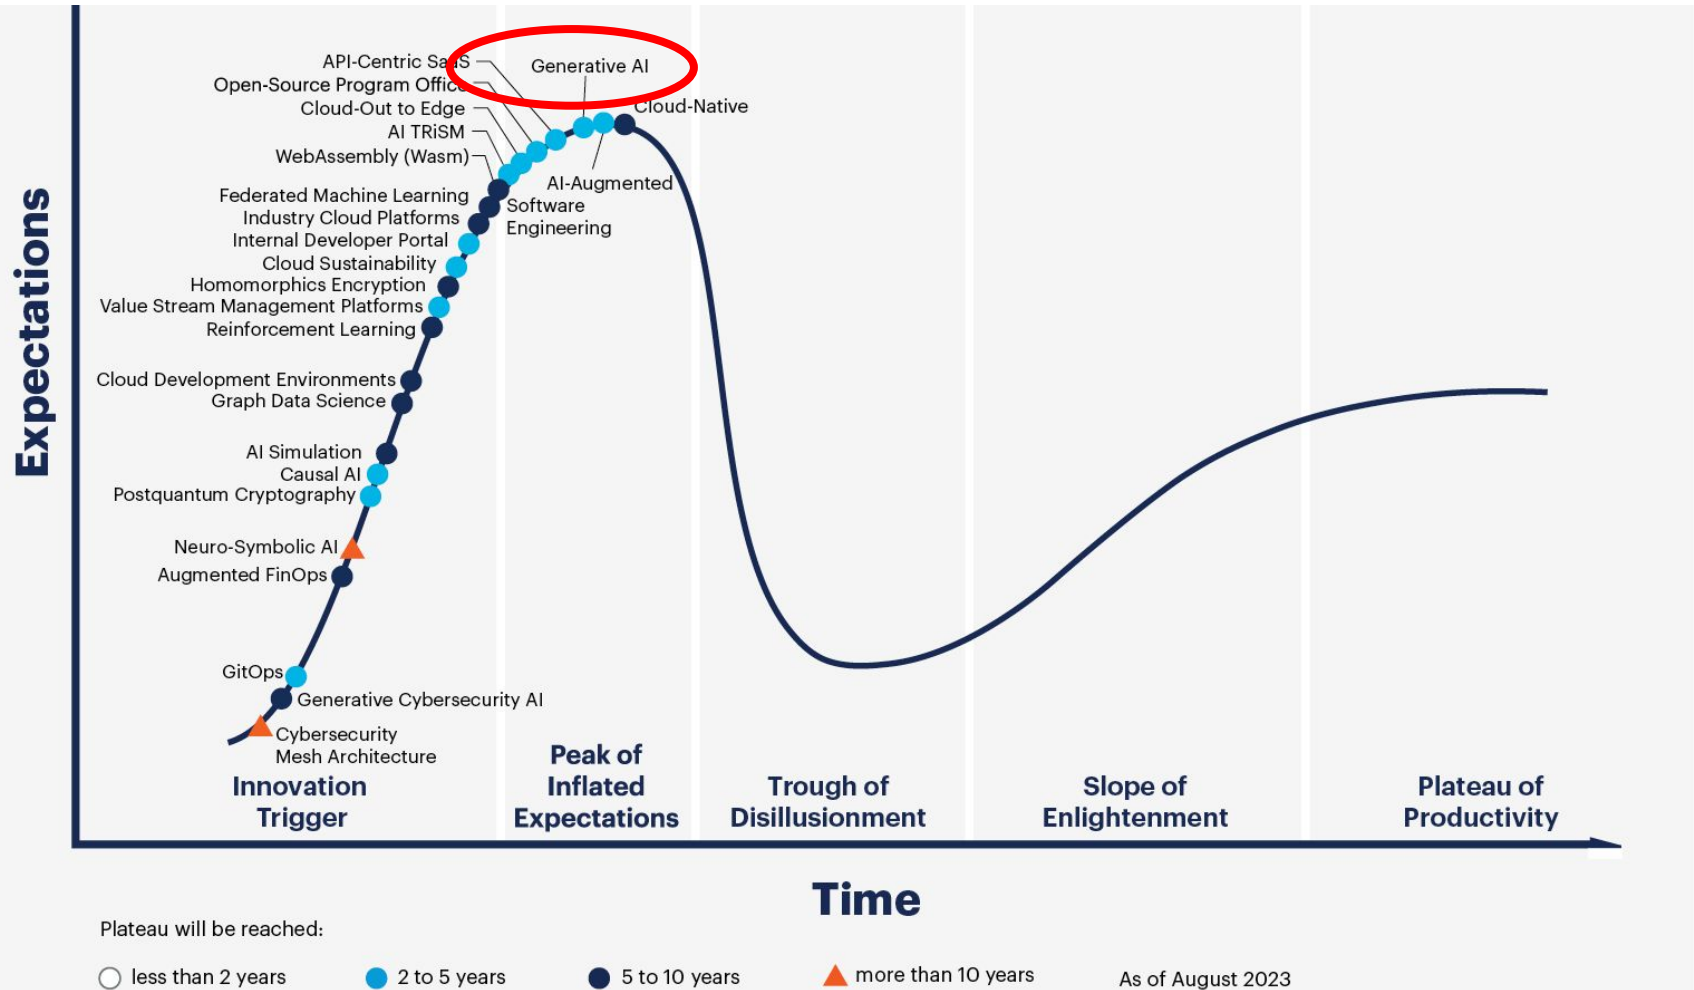 API-Centric SaaS
Generative AI
Open-Source Program Office
Cloud-Out to Edge
Cloud-Native
AI TRiSM
WebAssembly (Wasm)
AI-Augmented
Software
Engineering
Federated Machine Learning
Industry Cloud Platforms
Internal Developer Portal
Cloud Sustainability
Homomorphics Encryption
Value Stream Management Platforms
Reinforcement Learning
Cloud Development Environments
Graph Data Science
AI Simulation
Causal AI
Postquantum Cryptography
Neuro-Symbolic AI
Augmented FinOps
GitOps
Generative Cybersecurity AI
Cybersecurity
Mesh Architecture
Expectations
Innovation
Trigger
Peak of
Inflated
Expectations
Trough of
Disillusionment
Slope of
Enlightenment
Plateau of
Productivity
Time
Plateau will be reached:
less than 2 years
2 to 5 years
5 to 10 years
more than 10 years
As of August 2023